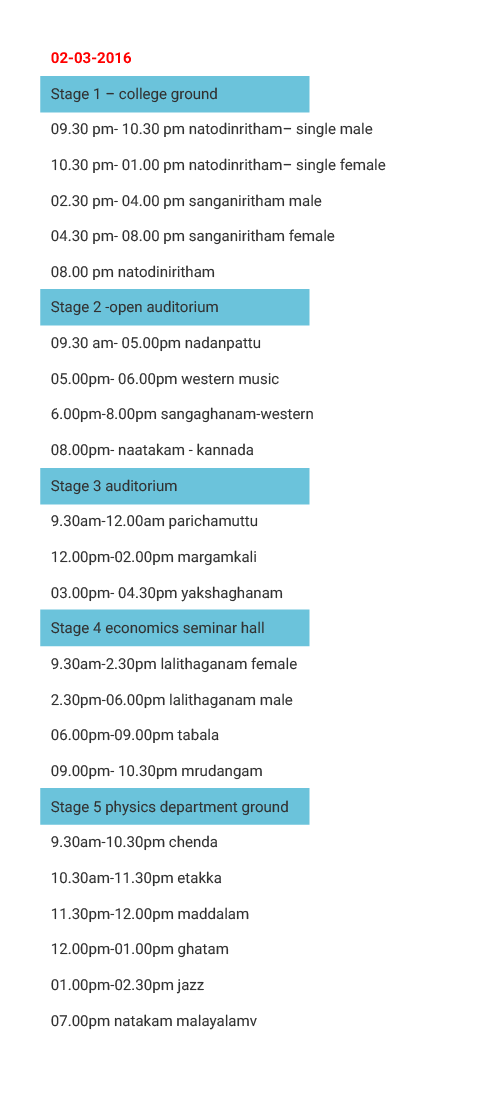 02-03-2016
Stage 1 – college ground
09.30 pm- 10.30 pm natodinritham– single male
10.30 pm- 01.00 pm natodinritham– single female
02.30 pm- 04.00 pm sanganiritham male
04.30 pm- 08.00 pm sanganiritham female
08.00 pm natodiniritham
Stage 2 -open auditorium
09.30 am- 05.00pm nadanpattu
05.00pm- 06.00pm western music
6.00pm-8.00pm sangaghanam-western
08.00pm- naatakam - kannada
Stage 3 auditorium
9.30am-12.00am parichamuttu
12.00pm-02.00pm margamkali
03.00pm- 04.30pm yakshaghanam
Stage 4 economics seminar hall
9.30am-2.30pm lalithaganam female
2.30pm-06.00pm lalithaganam male
06.00pm-09.00pm tabala
09.00pm- 10.30pm mrudangam
Stage 5 physics department ground
9.30am-10.30pm chenda
10.30am-11.30pm etakka
11.30pm-12.00pm maddalam
12.00pm-01.00pm ghatam
01.00pm-02.30pm jazz
07.00pm natakam malayalamv